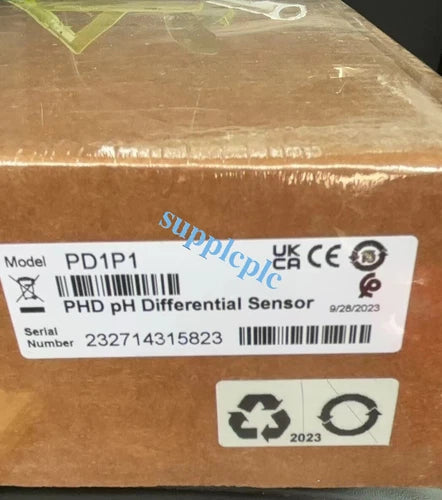 Model PD1P1
UK
CA CE
PHD pH Differential Sensor
9/28/2023
Serial
Number 232714315823
supplcplc
2023